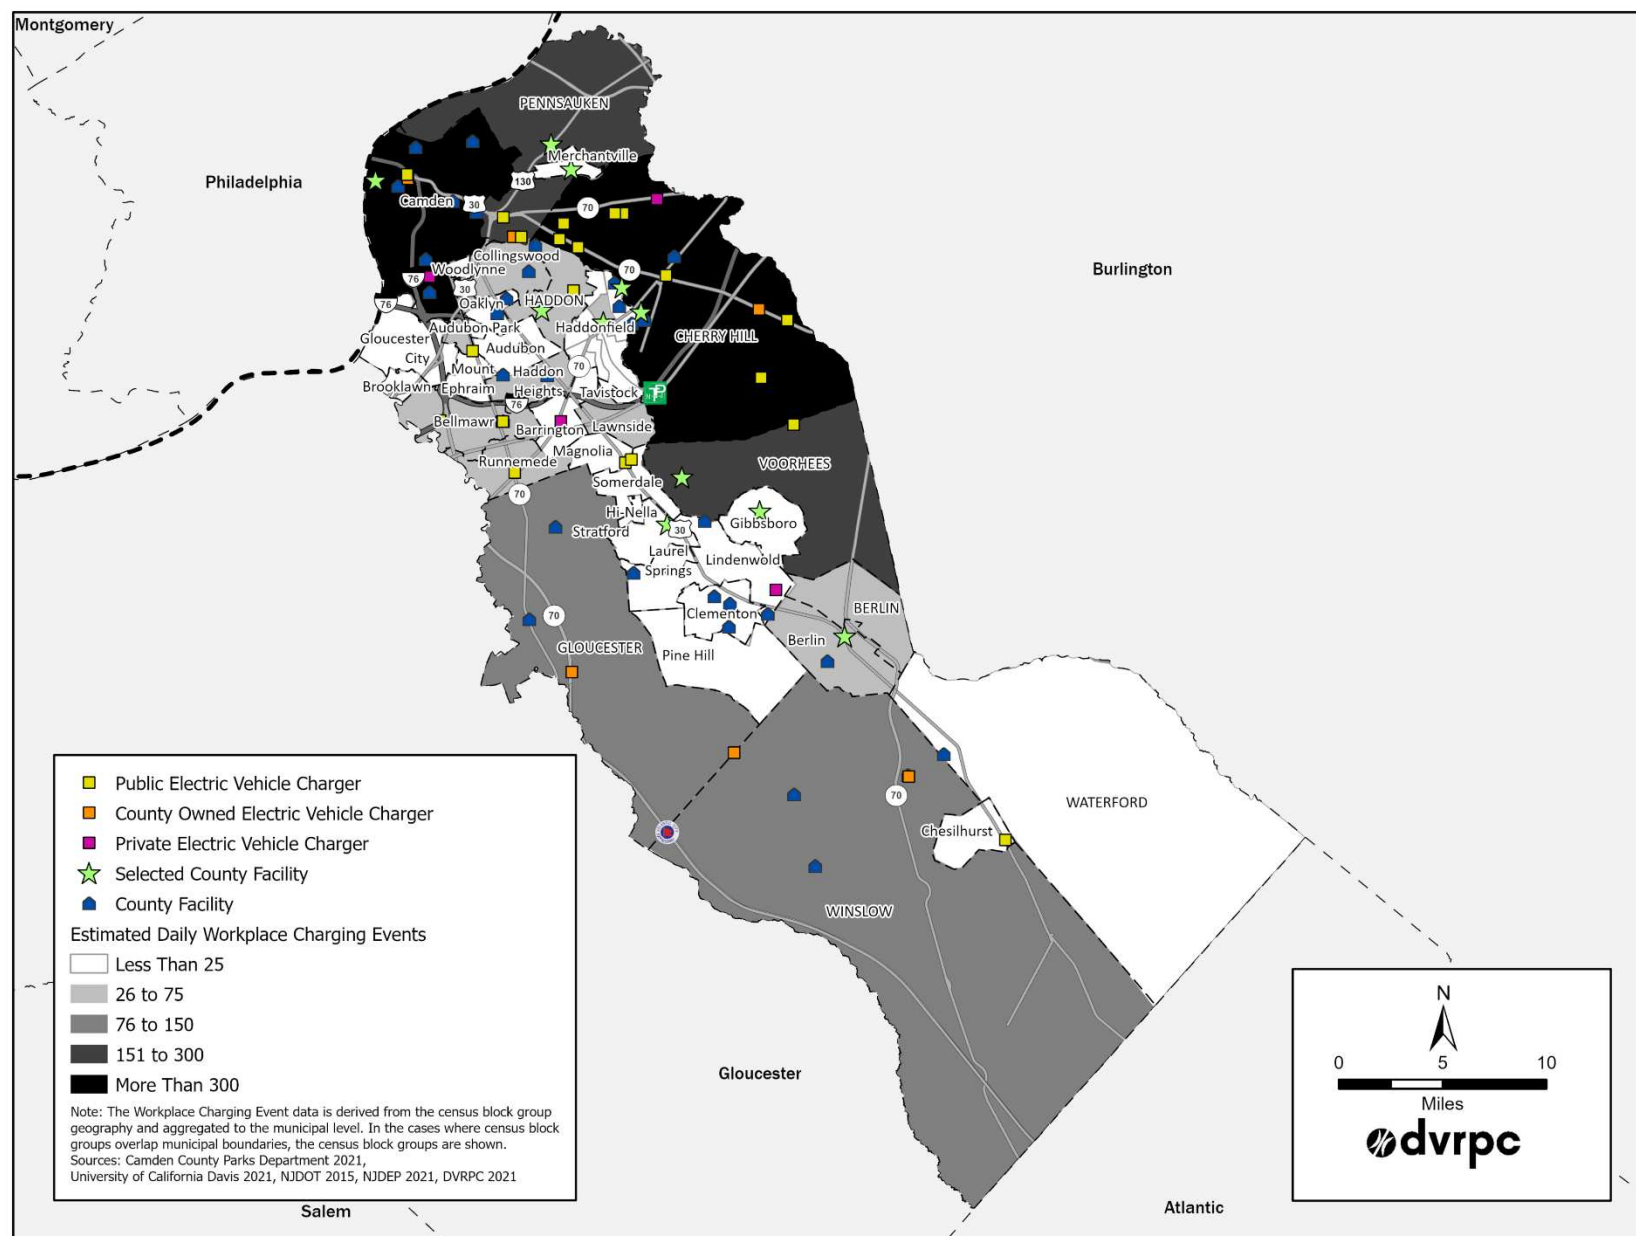 Montgomery
PENNSAUKEN
Merchantville
Philadelphia
130
Camden
30
70
Collingswood
Burlington
Woodlynne
76
70
30
76
Oaklyn
HADDON
Audubon Park
Haddonfield
CHERRY HILL
Gloucester
City
Audubon
Mount
Ephraim
Haddon
Heights
70
Brooklawn
Tavistock
76
Bellmawr
Barrington
Lawnside
Magnolia
Runnemede
VOORHEES
Somerdale
70
Hi-Nella
Gibbsboro
Stratford
30
Laurel
Springs
Lindenwold
Clementon
BERLIN
70
Berlin
GLOUCESTER
Pine Hill
70
WATERFORD
Chesilhurst
WINSLOW
Public Electric Vehicle Charger
County Owned Electric Vehicle Charger
Private Electric Vehicle Charger
Selected County Facility
County Facility
Estimated Daily Workplace Charging Events
Less Than 25
26 to 75
76 to 150
151 to 300
More Than 300
Note: The Workplace Charging Event data is derived from the census block group
geography and aggregated to the municipal level. In the cases where census block
groups overlap municipal boundaries, the census block groups are shown.
Sources: Camden County Parks Department 2021,
University of California Davis 2021, NJDOT 2015, NJDEP 2021, DVRPC 2021
Gloucester
Salem
Atlantic
N
0 5 10
Miles
dvrpc